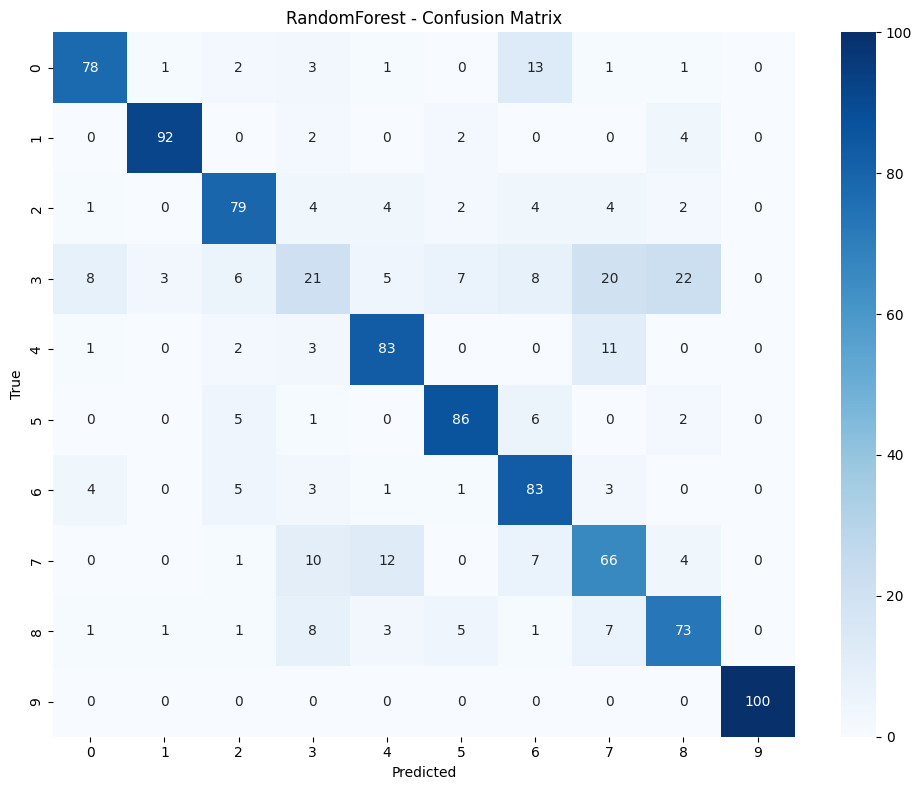 RandomForest - Confusion Matrix
0 78 1 2 3 1 0 13 1 1 0
1 0 92 0 2 0 2 0 0 4 0
2 1 0 79 4 4 2 4 4 2 0
3 8 3 6 21 5 7 8 20 22 0
4 1 0 2 3 83 0 0 11 0 0
5 0 0 5 1 0 86 6 0 2 0
6 4 0 5 3 1 1 83 3 0 0
7 0 0 1 10 12 0 7 66 4 0
8 1 1 1 8 3 5 1 7 73 0
9 0 0 0 0 0 0 0 0 0 100
0 1 2 3 4 5 6 7 8 9
Predicted
True
100
80
60
40
20
0